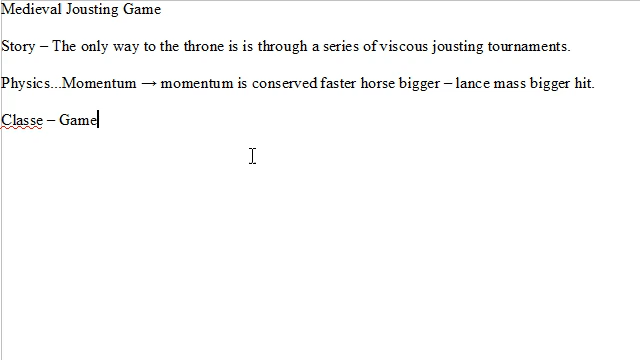 Medieval Jousting Game
Story – The only way to the throne is is through a series of viscous jousting tournaments.
Physics...Momentum → momentum is conserved faster horse bigger – lance mass bigger hit.
Classe – Game